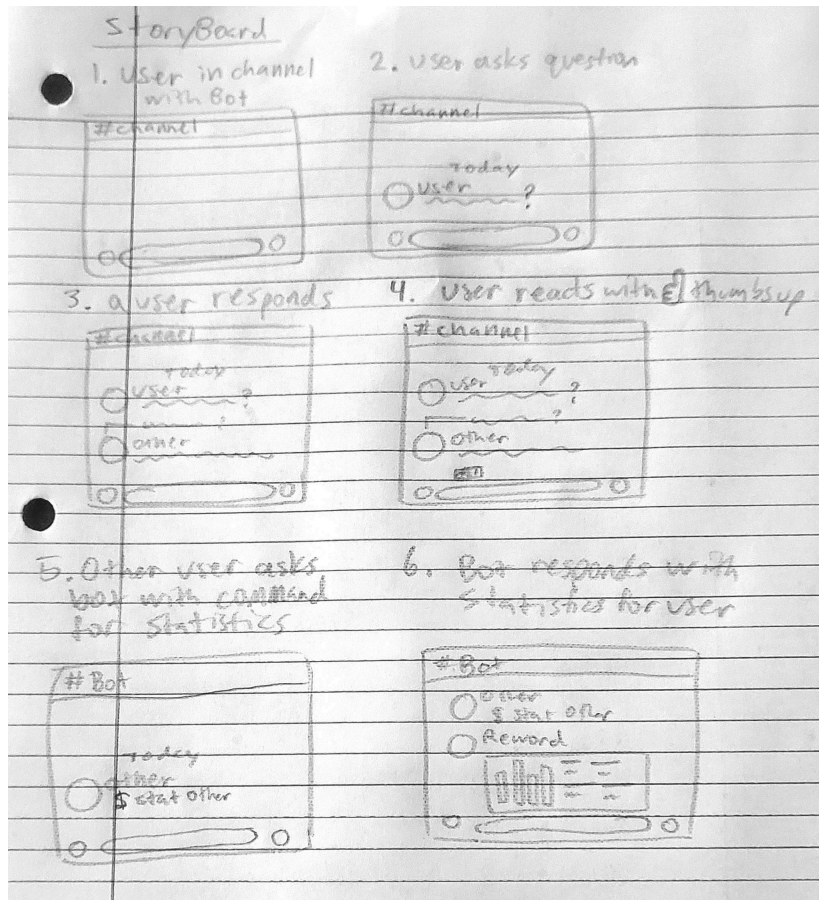 StoryBoard
1. User in channel
with Bot
#channel
2. User asks question
#channel
Today
User ?
3. a user responds
#channel
Today
User ?
?
other
4. User reacts with thumbsup
#channel
Today
User ?
?
other
5. Other user asks
bot with command
for statistics
#Bot
Today
Other
$ stat other
6. Bot responds with
Statistics for user
#Bot
Other
$ stat other
Reword